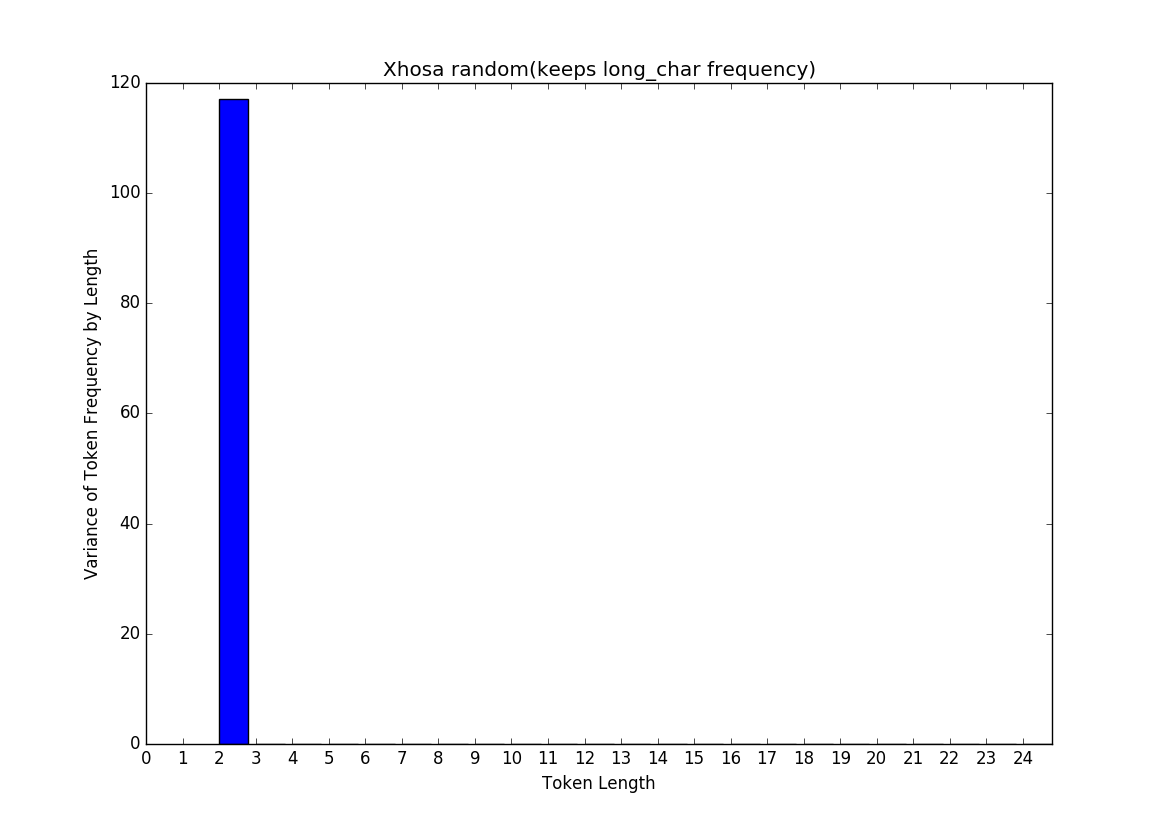 Xhosa random(keeps long_char frequency)
120
100
80
60
40
20
0
Variance of Token Frequency by Length
0 1 2 3 4 5 6 7 8 9 10 11 12 13 14 15 16 17 18 19 20 21 22 23 24
Token Length